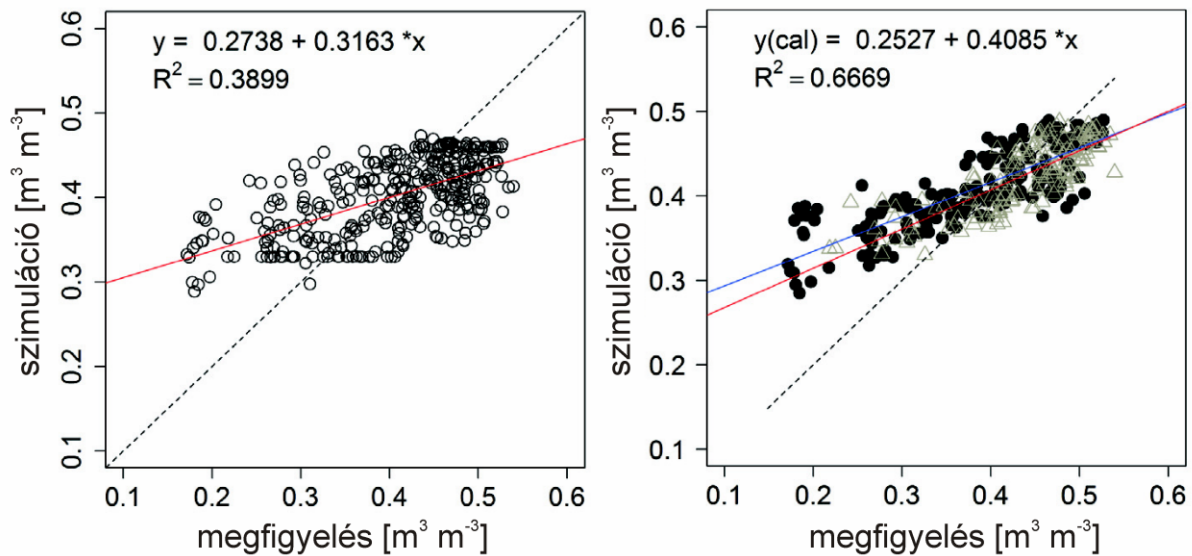 y = 0.2738 + 0.3163 *x
R² = 0.3899
szimuláció [m³ m⁻³]
0.6
0.5
0.4
0.3
0.2
0.1
0.1 0.2 0.3 0.4 0.5 0.6
megfigyelés [m³ m⁻³]
y(cal) = 0.2527 + 0.4085 *x
R² = 0.6669
szimuláció [m³ m⁻³]
0.6
0.5
0.4
0.3
0.2
0.1
0.1 0.2 0.3 0.4 0.5 0.6
megfigyelés [m³ m⁻³]